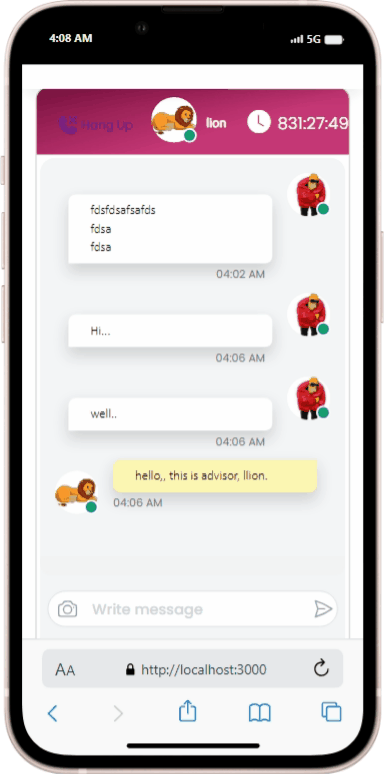 4:08 AM
5G
Hang Up
lion
831:27:49
fdsfdsafsafds
fdsa
fdsa
04:02 AM
Hi...
04:06 AM
well..
04:06 AM
hello,, this is advisor, llion.
04:06 AM
Write message
AA
http://localhost:3000